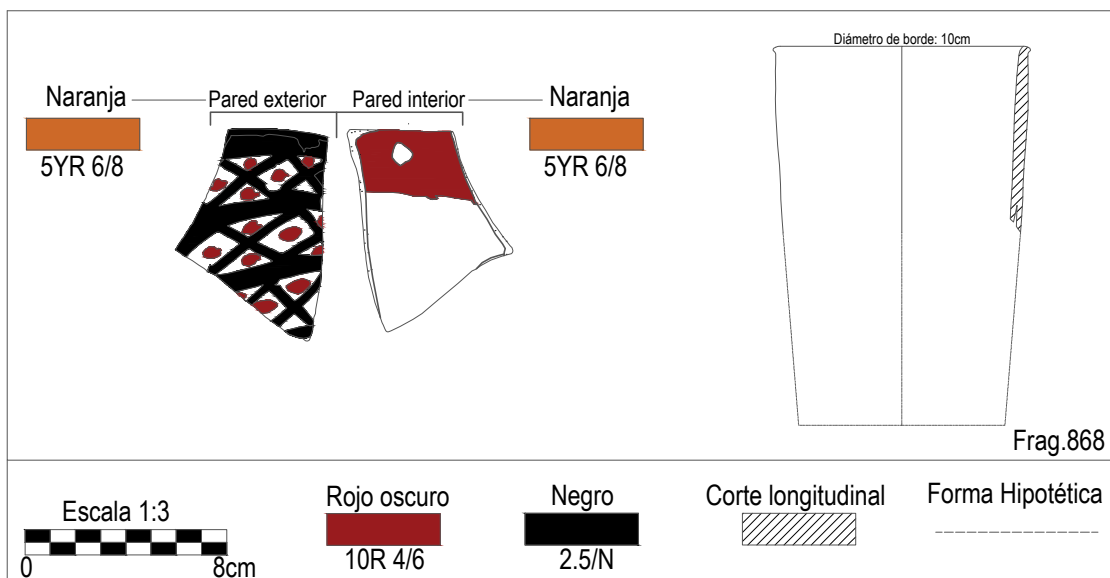 Diámetro de borde: 10cm
Naranja
Pared exterior
Pared interior
Naranja
5YR 6/8
5YR 6/8
Frag.868
Escala 1:3
0
8cm
Rojo oscuro
10R 4/6
Negro
2.5/N
Corte longitudinal
Forma Hipotética